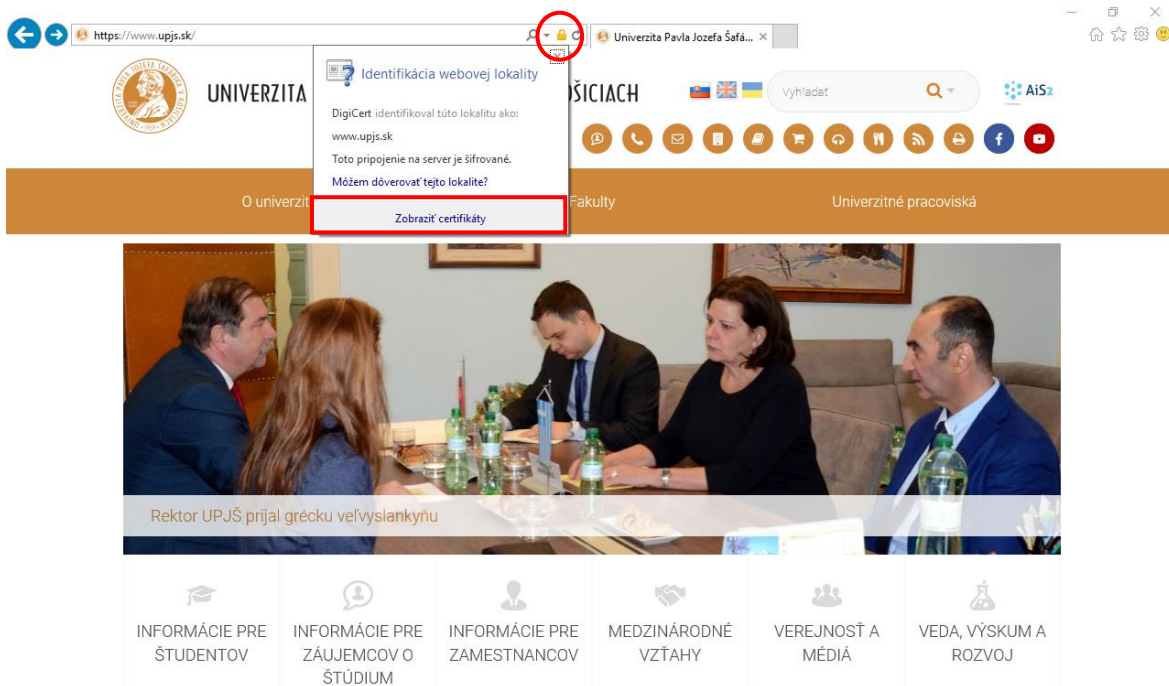 https://www.upjs.sk/
Univerzita Pavla Jozefa Šafá...
Identifikácia webovej lokality
DigiCert identifikoval túto lokalitu ako:
www.upjs.sk
Toto pripojenie na server je šifrované.
Môžem dôverovať tejto lokalite?
Zobraziť certifikáty
UNIVERZITA
ŠICIACH
Vyhľadať
AiS2
O univerzit
Fakulty
Univerzitné pracoviská
Rektor UPJŠ prijal grécku veľvyslankyňu
INFORMÁCIE PRE
ŠTUDENTOV
INFORMÁCIE PRE
ZÁUJEMCOV O
ŠTÚDIUM
INFORMÁCIE PRE
ZAMESTNANCOV
MEDZINÁRODNÉ
VZŤAHY
VEREJNOSŤ A
MÉDIÁ
VEDA, VÝSKUM A
ROZVOJ